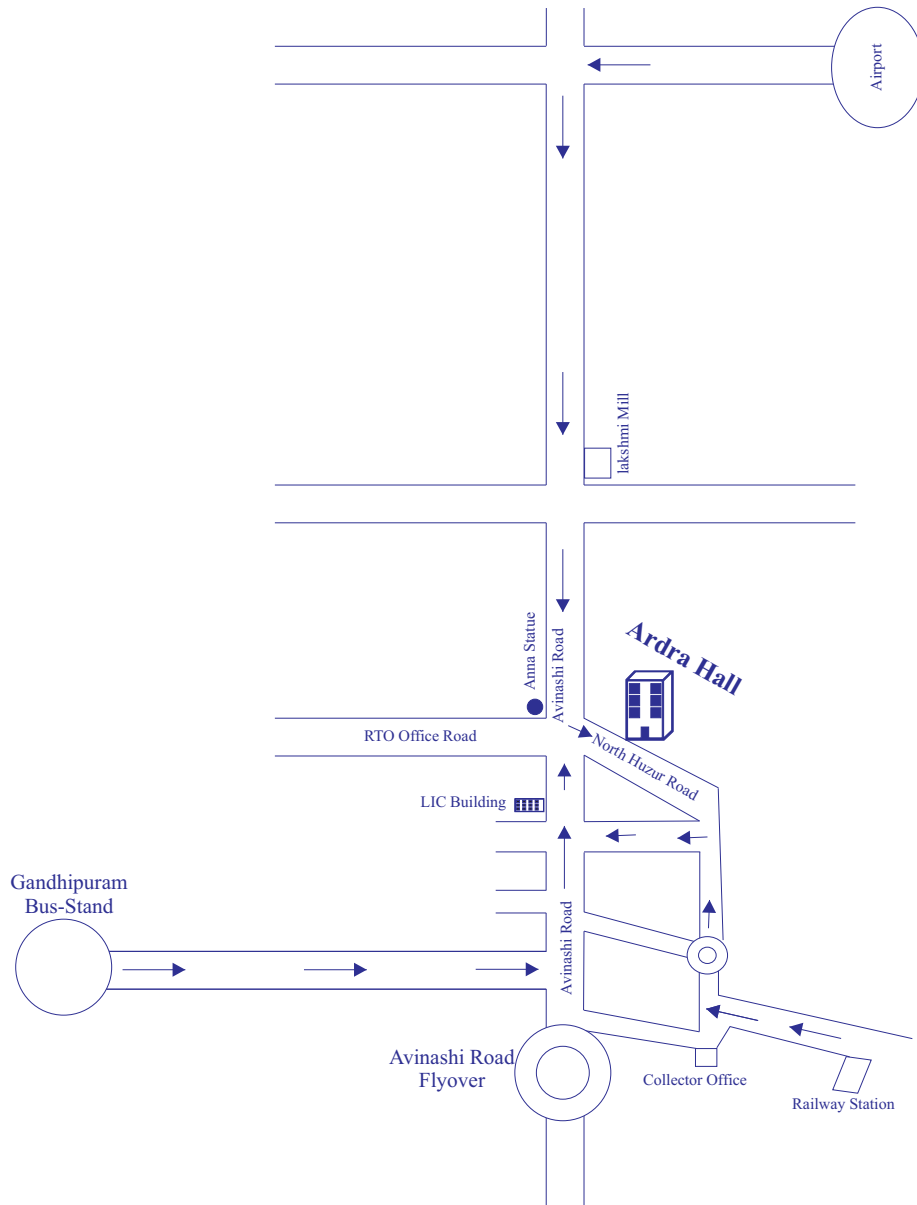 Airport
lakshmi Mill
Anna Statue
Avinashi Road
Ardra Hall
RTO Office Road
North Huzur Road
LIC Building
Gandhipuram
Bus-Stand
Avinashi Road
Avinashi Road
Flyover
Collector Office
Railway Station